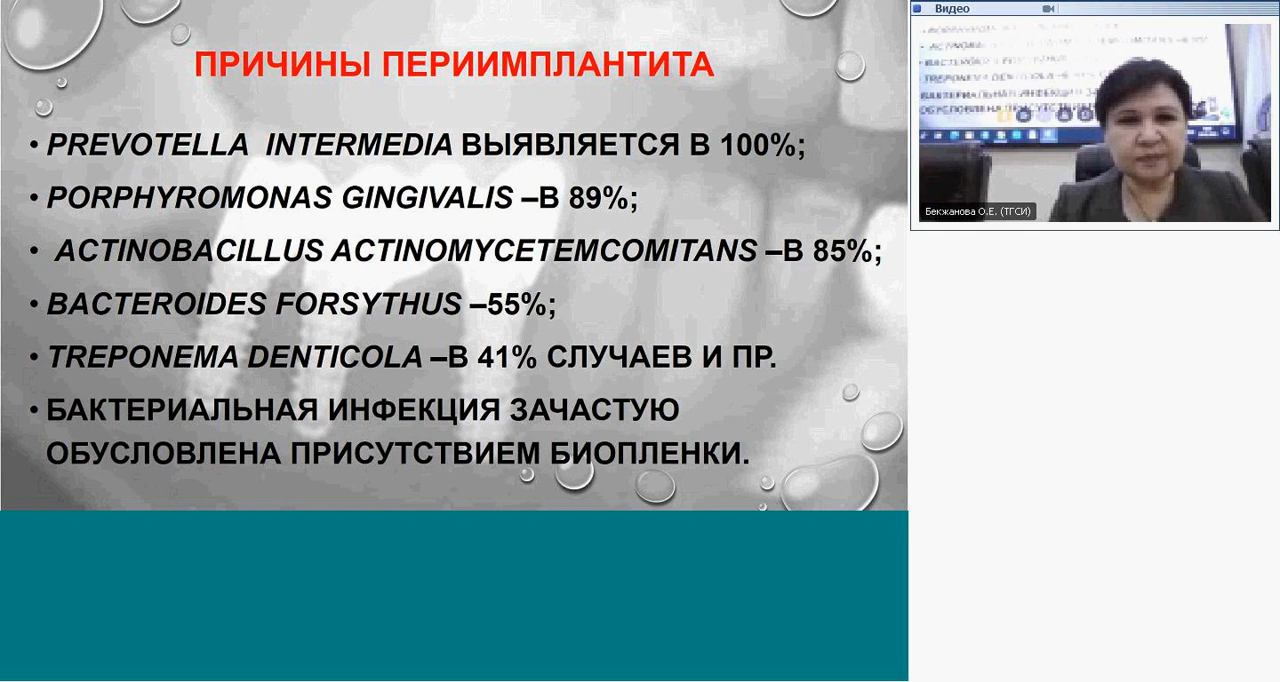 ПРИЧИНЫ ПЕРИИМПЛАНТИТА
• PREVOTELLA INTERMEDIA ВЫЯВЛЯЕТСЯ В 100%;
• PORPHYROMONAS GINGIVALIS –В 89%;
• ACTINOBACILLUS ACTINOMYCETEMCOMITANS –В 85%;
• BACTEROIDES FORSYTHUS –55%;
• TREPONEMA DENTICOLA –В 41% СЛУЧАЕВ И ПР.
• БАКТЕРИАЛЬНАЯ ИНФЕКЦИЯ ЗАЧАСТУЮ
ОБУСЛОВЛЕНА ПРИСУТСТВИЕМ БИОПЛЕНКИ.
Видео
Бекжанова О.Е. (ТГСИ)